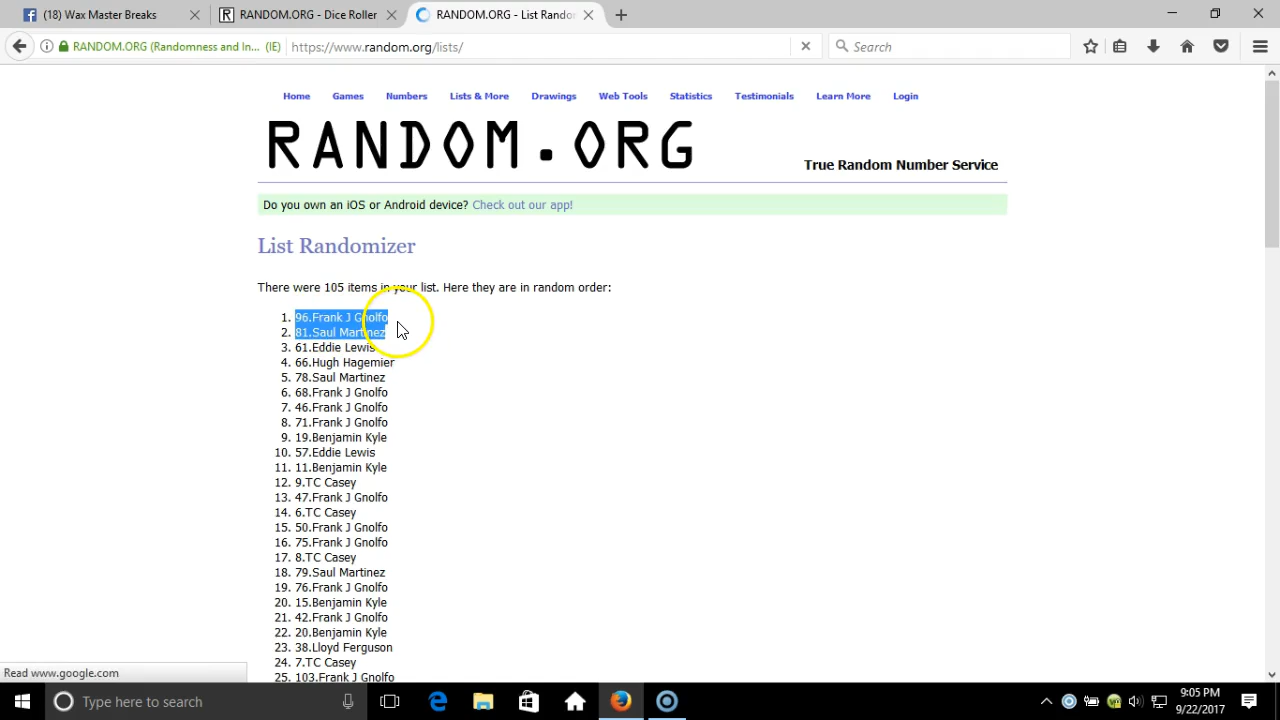 (18) Wax Master Breaks
RANDOM.ORG - Dice Roller
RANDOM.ORG - List Rando
RANDOM.ORG (Randomness and In... (IE)
https://www.random.org/lists/
Search
Home Games Numbers Lists & More Drawings Web Tools Statistics Testimonials Learn More Login
RANDOM.ORG
True Random Number Service
Do you own an iOS or Android device? Check out our app!
List Randomizer
There were 105 items in your list. Here they are in random order:
1. 96.Frank J Gnolfo
2. 81.Saul Martinez
3. 61.Eddie Lewis
4. 66.Hugh Hagemier
5. 78.Saul Martinez
6. 68.Frank J Gnolfo
7. 46.Frank J Gnolfo
8. 71.Frank J Gnolfo
9. 19.Benjamin Kyle
10. 57.Eddie Lewis
11. 11.Benjamin Kyle
12. 9.TC Casey
13. 47.Frank J Gnolfo
14. 6.TC Casey
15. 50.Frank J Gnolfo
16. 75.Frank J Gnolfo
17. 8.TC Casey
18. 79.Saul Martinez
19. 76.Frank J Gnolfo
20. 15.Benjamin Kyle
21. 42.Frank J Gnolfo
22. 20.Benjamin Kyle
23. 38.Lloyd Ferguson
24. 7.TC Casey
25. 103.Frank J Gnolfo
Read www.google.com
Type here to search
9:05 PM
9/22/2017